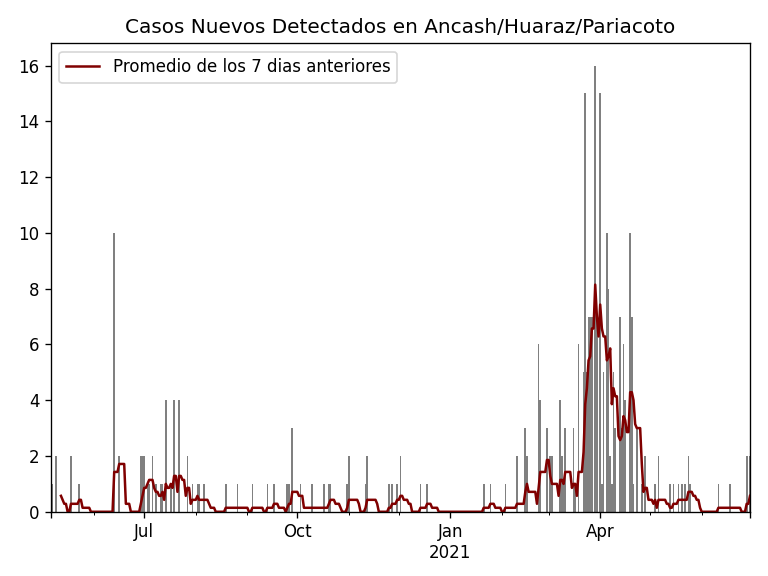 Casos Nuevos Detectados en Ancash/Huaraz/Pariacoto
Promedio de los 7 dias anteriores
16
14
12
10
8
6
4
2
0
Jul
Oct
Jan
Apr
2021